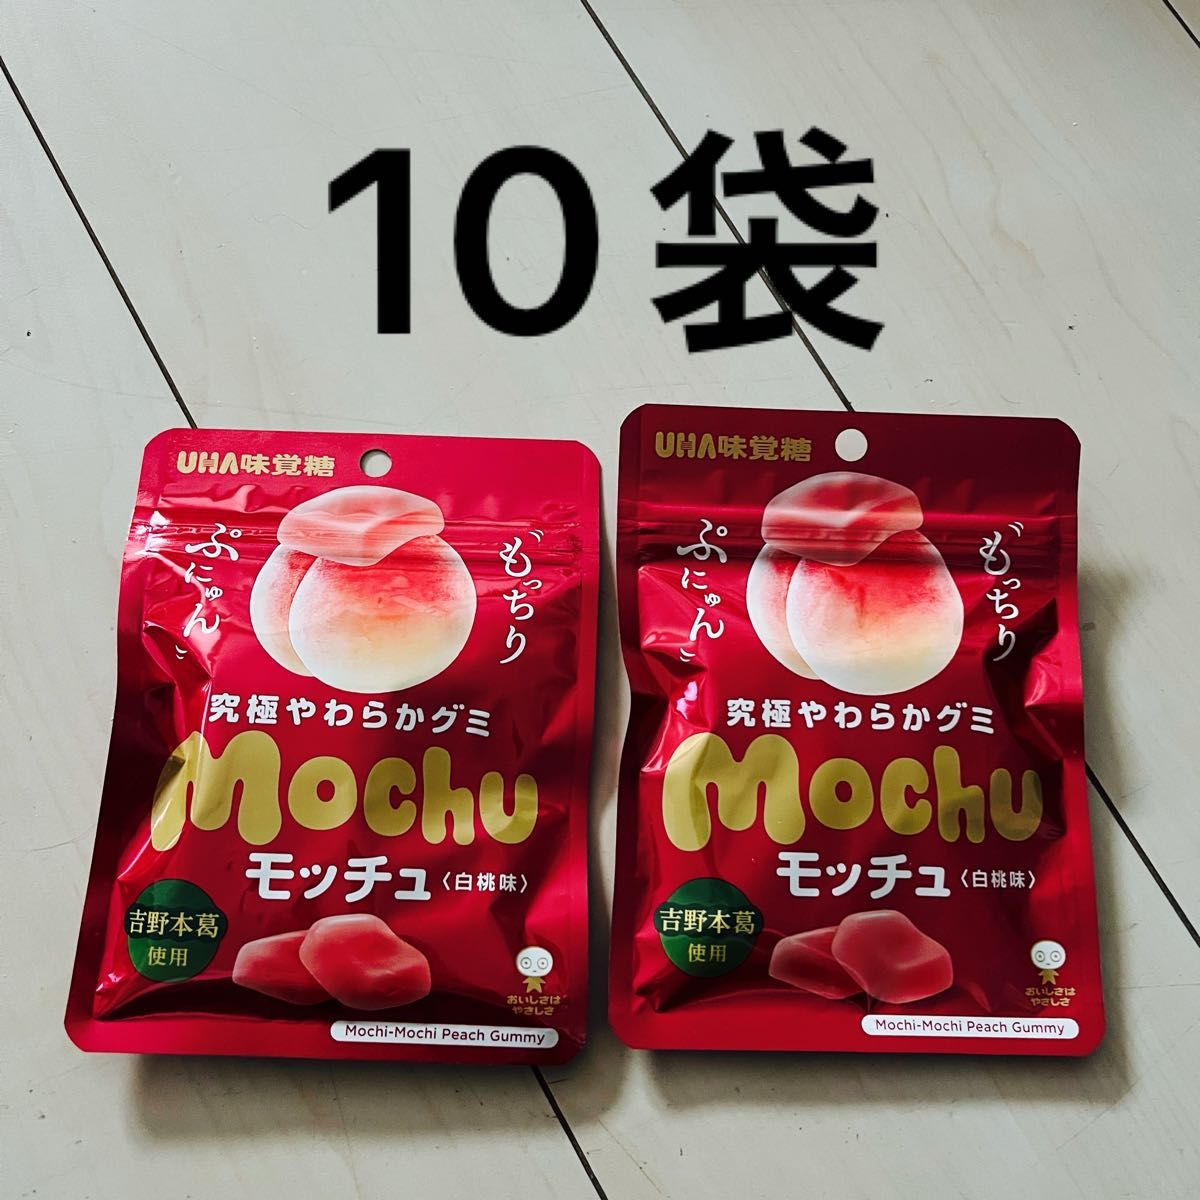 10袋
UHA味覚糖
もっちり
ぷにゅん
究極やわらかグミ
Mochu
モッチュ〈白桃味〉
吉野本葛
使用
おいしさは
やさしさ
Mochi-Mochi Peach Gummy
UHA味覚糖
もっちり
ぷにゅん
究極やわらかグミ
Mochu
モッチュ〈白桃味〉
吉野本葛
使用
おいしさは
やさしさ
Mochi-Mochi Peach Gummy